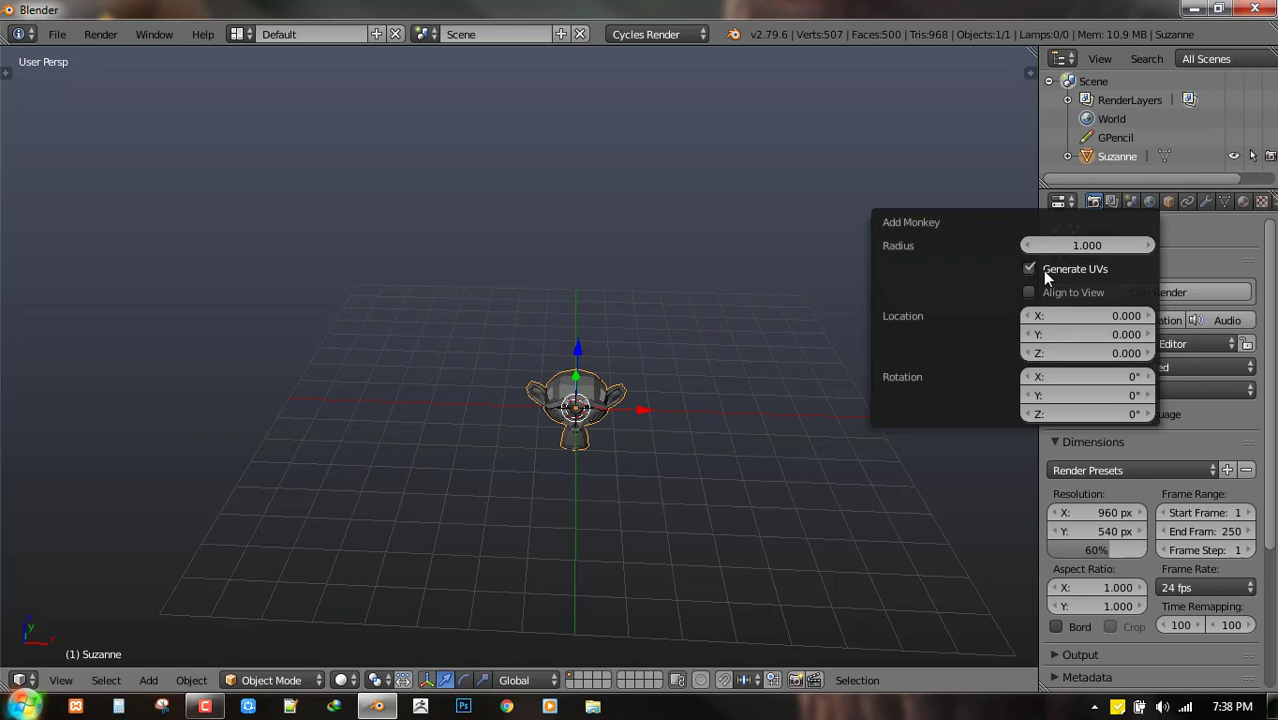 Blender
File Render Window Help Default Scene Cycles Render v2.79.6 | Verts:507 | Faces:500 | Tris:968 | Objects:1/1 | Lamps:0/0 | Mem: 10.9 MB | Suzanne
User Persp
View Search All Scenes
Scene
RenderLayers
World
GPencil
Suzanne
Add Monkey
Radius 1.000
Generate UVs
Align to View
Location X: 0.000
Y: 0.000
Z: 0.000
Rotation X: 0°
Y: 0°
Z: 0°
Render
Audio
Editor
Dimensions
Render Presets
Resolution: Frame Range:
X: 960 px Start Frame: 1
Y: 540 px End Fram: 250
60% Frame Step: 1
Aspect Ratio: Frame Rate:
X: 1.000 24 fps
Y: 1.000 Time Remapping:
Bord Crop 100 100
Output
Metadata
(1) Suzanne
View Select Add Object Object Mode Global Selection
7:38 PM